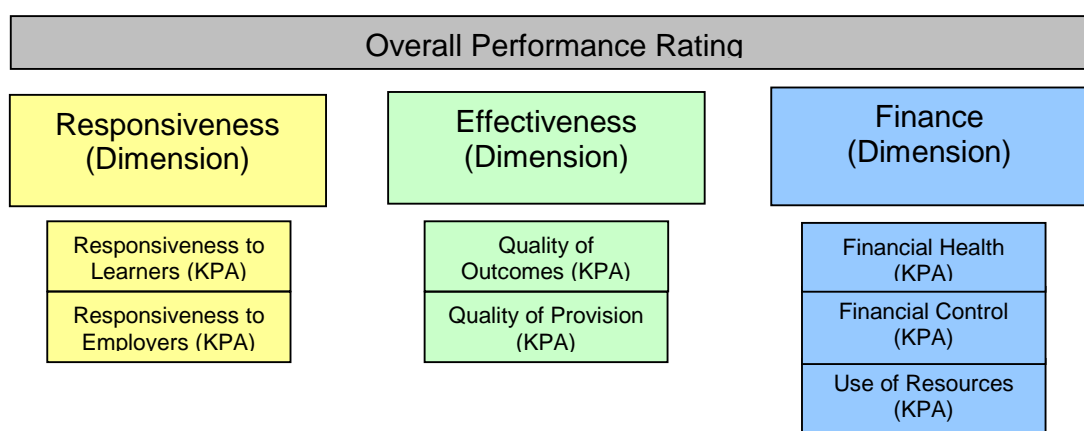 Overall Performance Rating
Responsiveness
(Dimension)
Effectiveness
(Dimension)
Finance
(Dimension)
Responsiveness to
Learners (KPA)
Responsiveness to
Employers (KPA)
Quality of
Outcomes (KPA)
Quality of Provision
(KPA)
Financial Health
(KPA)
Financial Control
(KPA)
Use of Resources
(KPA)